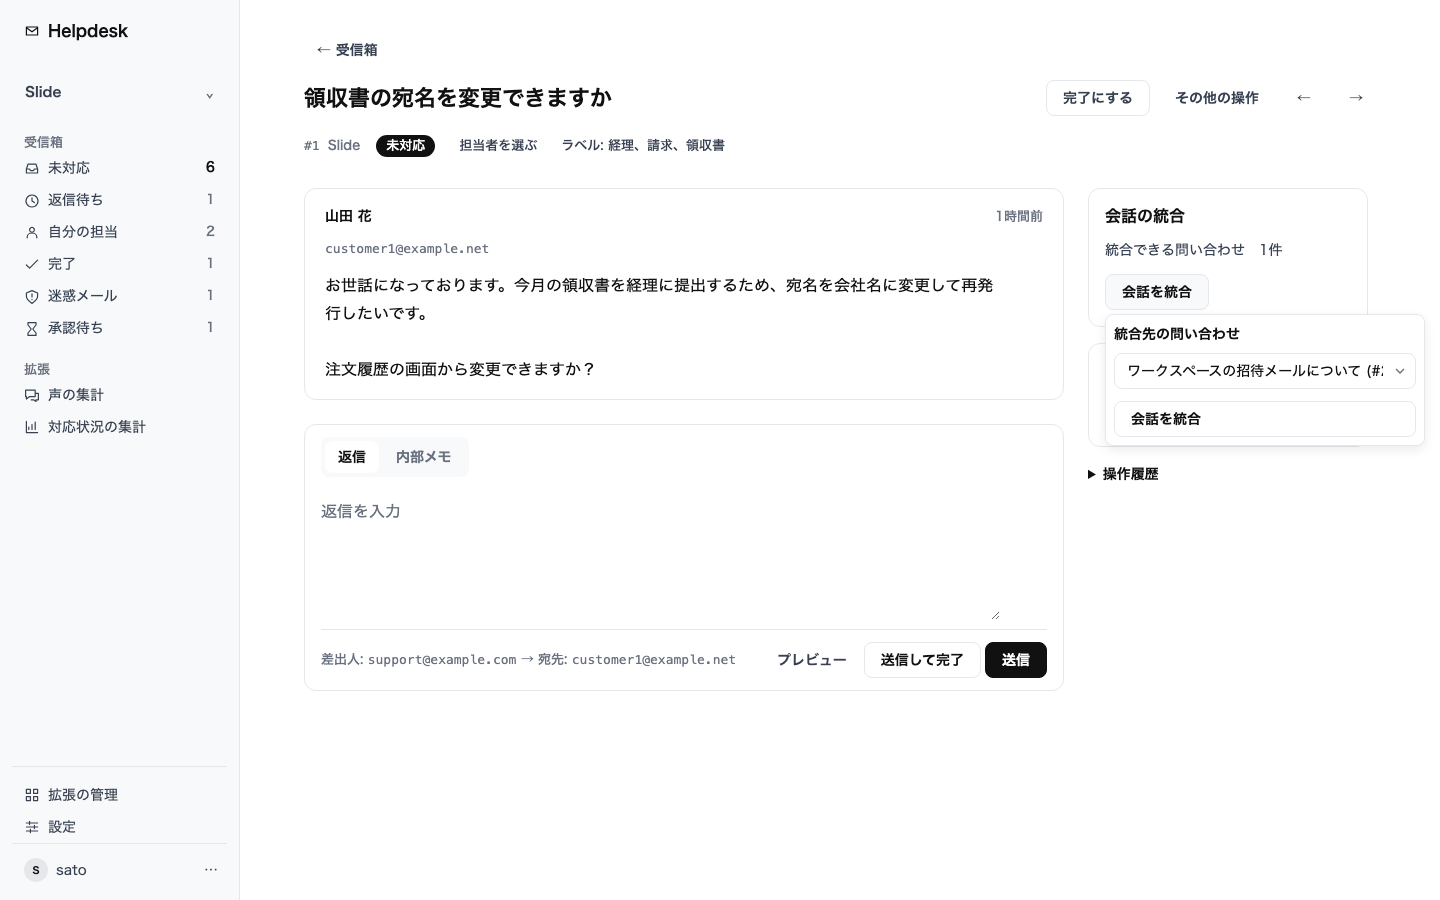 Helpdesk
Slide
受信箱
未対応 6
返信待ち 1
自分の担当 2
完了 1
迷惑メール 1
承認待ち 1
拡張
声の集計
対応状況の集計
拡張の管理
設定
S sato ...
← 受信箱
領収書の宛名を変更できますか
完了にする その他の操作 ← →
#1 Slide 未対応 担当者を選ぶ ラベル: 経理、請求、領収書
山田 花 1時間前
customer1@example.net
お世話になっております。今月の領収書を経理に提出するため、宛名を会社名に変更して再発
行したいです。
注文履歴の画面から変更できますか？
返信 内部メモ
返信を入力
差出人: support@example.com → 宛先: customer1@example.net プレビュー 送信して完了 送信
会話の統合
統合できる問い合わせ 1件
会話を統合
統合先の問い合わせ
ワークスペースの招待メールについて (#
会話を統合
▶ 操作履歴